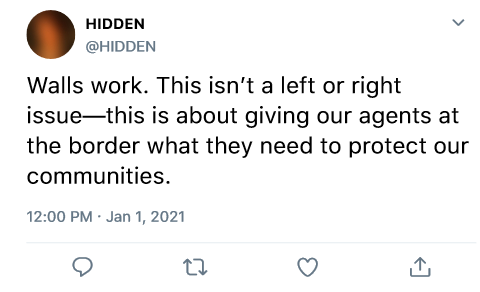 HIDDEN
@HIDDEN
Walls work. This isn’t a left or right
issue—this is about giving our agents at
the border what they need to protect our
communities.
12:00 PM · Jan 1, 2021